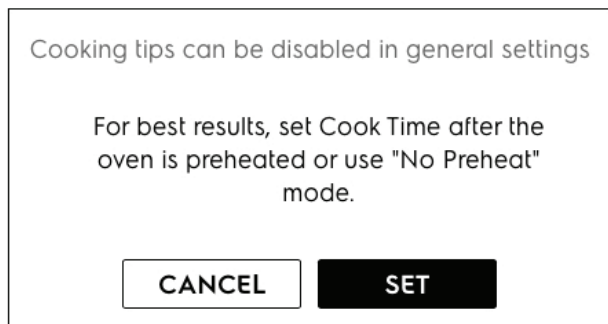 Cooking tips can be disabled in general settings
For best results, set Cook Time after the
oven is preheated or use "No Preheat"
mode.
CANCEL SET